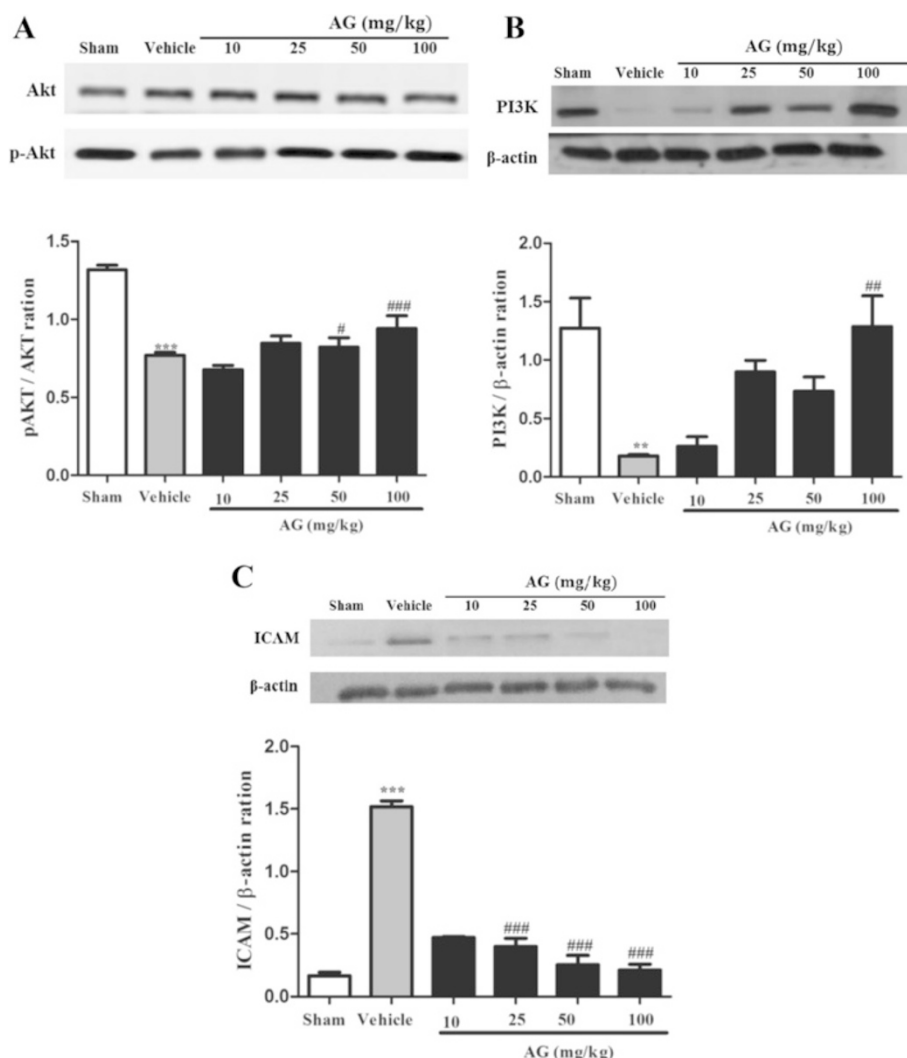 A
AG (mg/kg)
Sham Vehicle 10 25 50 100
Akt
p-Akt
1.5
1.0
0.5
0.0
pAKT / AKT ration
***
#
###
Sham Vehicle 10 25 50 100
AG (mg/kg)
B
AG (mg/kg)
Sham Vehicle 10 25 50 100
PI3K
β-actin
2.0
1.5
1.0
0.5
0.0
PI3K / β-actin ration
**
##
Sham Vehicle 10 25 50 100
AG (mg/kg)
C
AG (mg/kg)
Sham Vehicle 10 25 50 100
ICAM
β-actin
2.0
1.5
1.0
0.5
0.0
ICAM / β-actin ration
***
### ### ###
Sham Vehicle 10 25 50 100
AG (mg/kg)